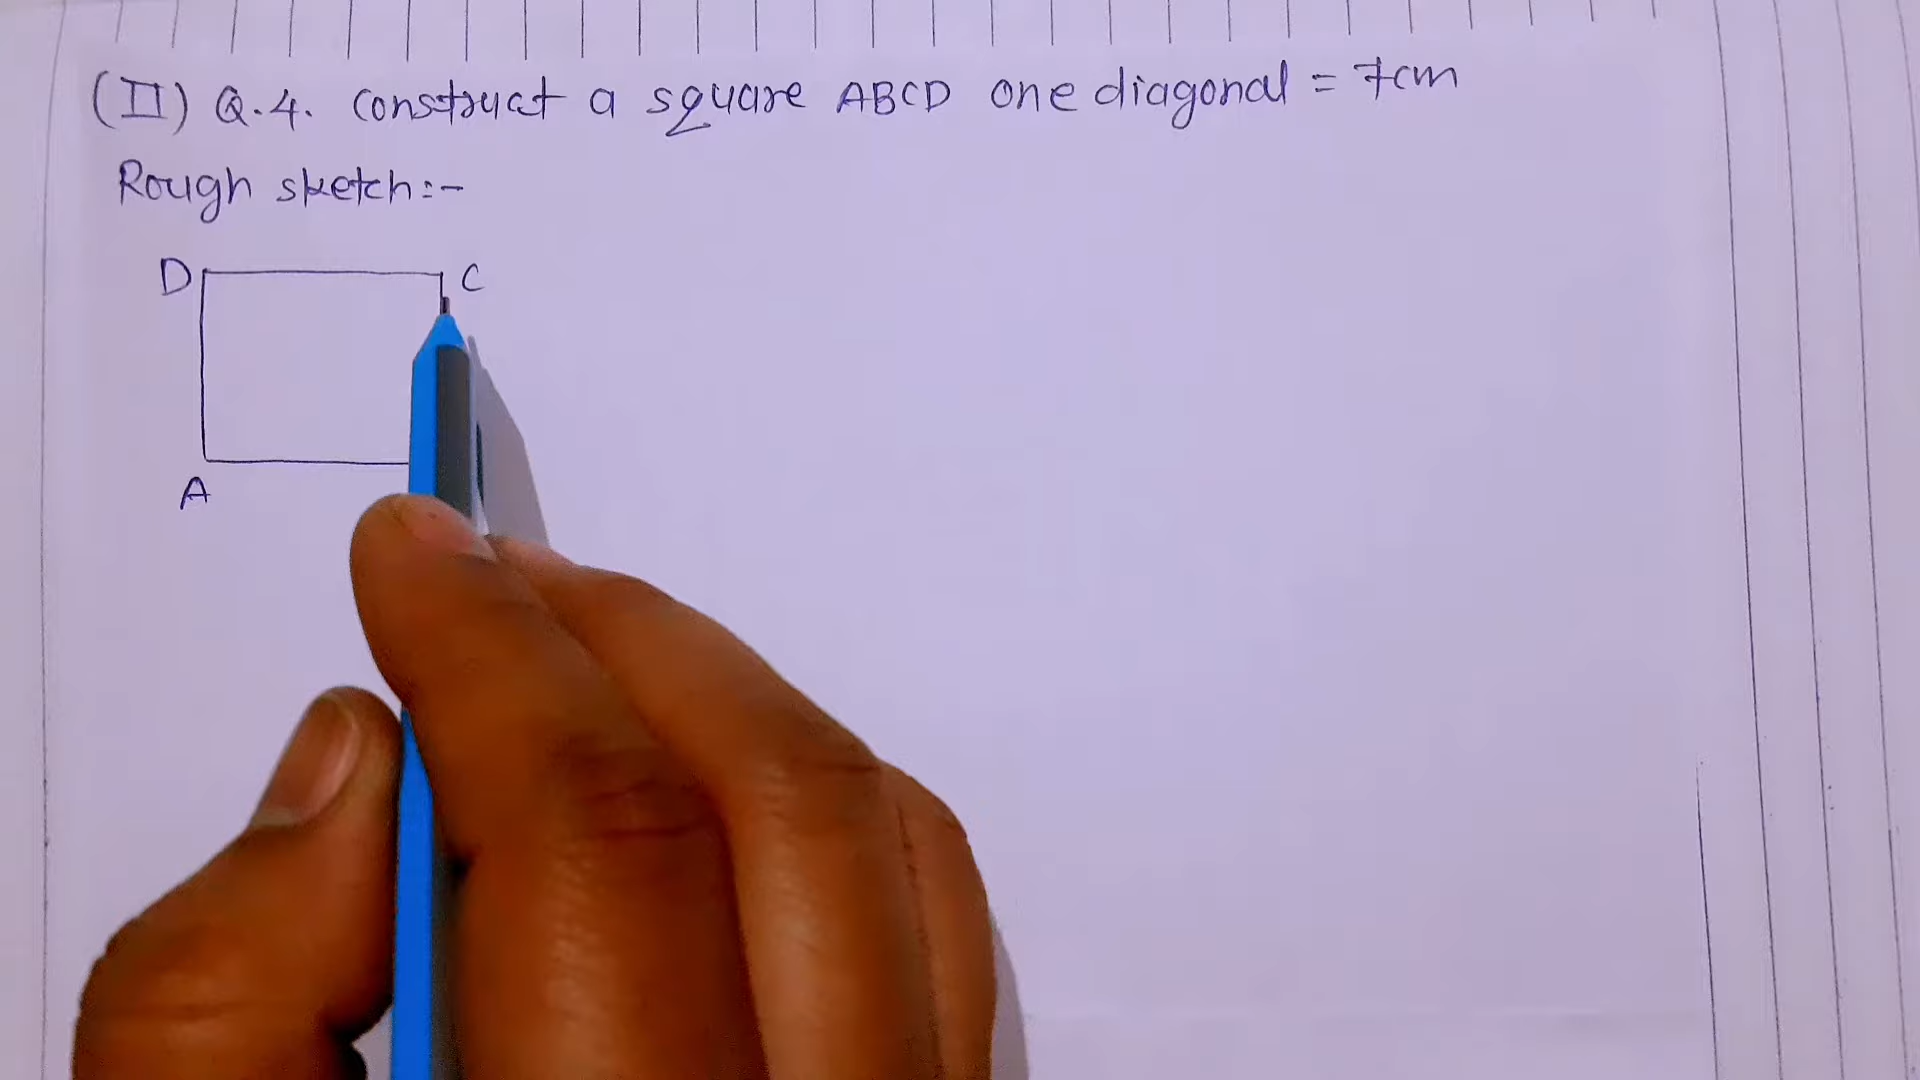 (II) Q.4. construct a square ABCD one diagonal = 7cm
Rough sketch:-
D C
A